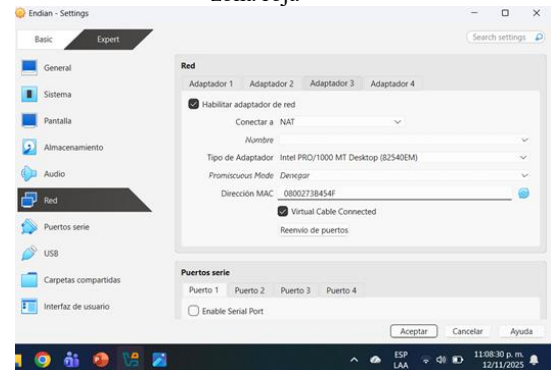 zona roja
Endian - Settings
Basic Expert Search settings
General
Sistema
Pantalla
Almacenamiento
Audio
Red
Puertos serie
USB
Carpetas compartidas
Interfaz de usuario
Red
Adaptador 1 Adaptador 2 Adaptador 3 Adaptador 4
Habilitar adaptador de red
Conectar a NAT
Nombre
Tipo de Adaptador Intel PRO/1000 MT Desktop (82540EM)
Promiscuous Mode Denegar
Dirección MAC 0800273B454F
Virtual Cable Connected
Reenvío de puertos
Puertos serie
Puerto 1 Puerto 2 Puerto 3 Puerto 4
Enable Serial Port
Aceptar Cancelar Ayuda
ESP
LAA
11:08:30 p. m.
12/11/2025